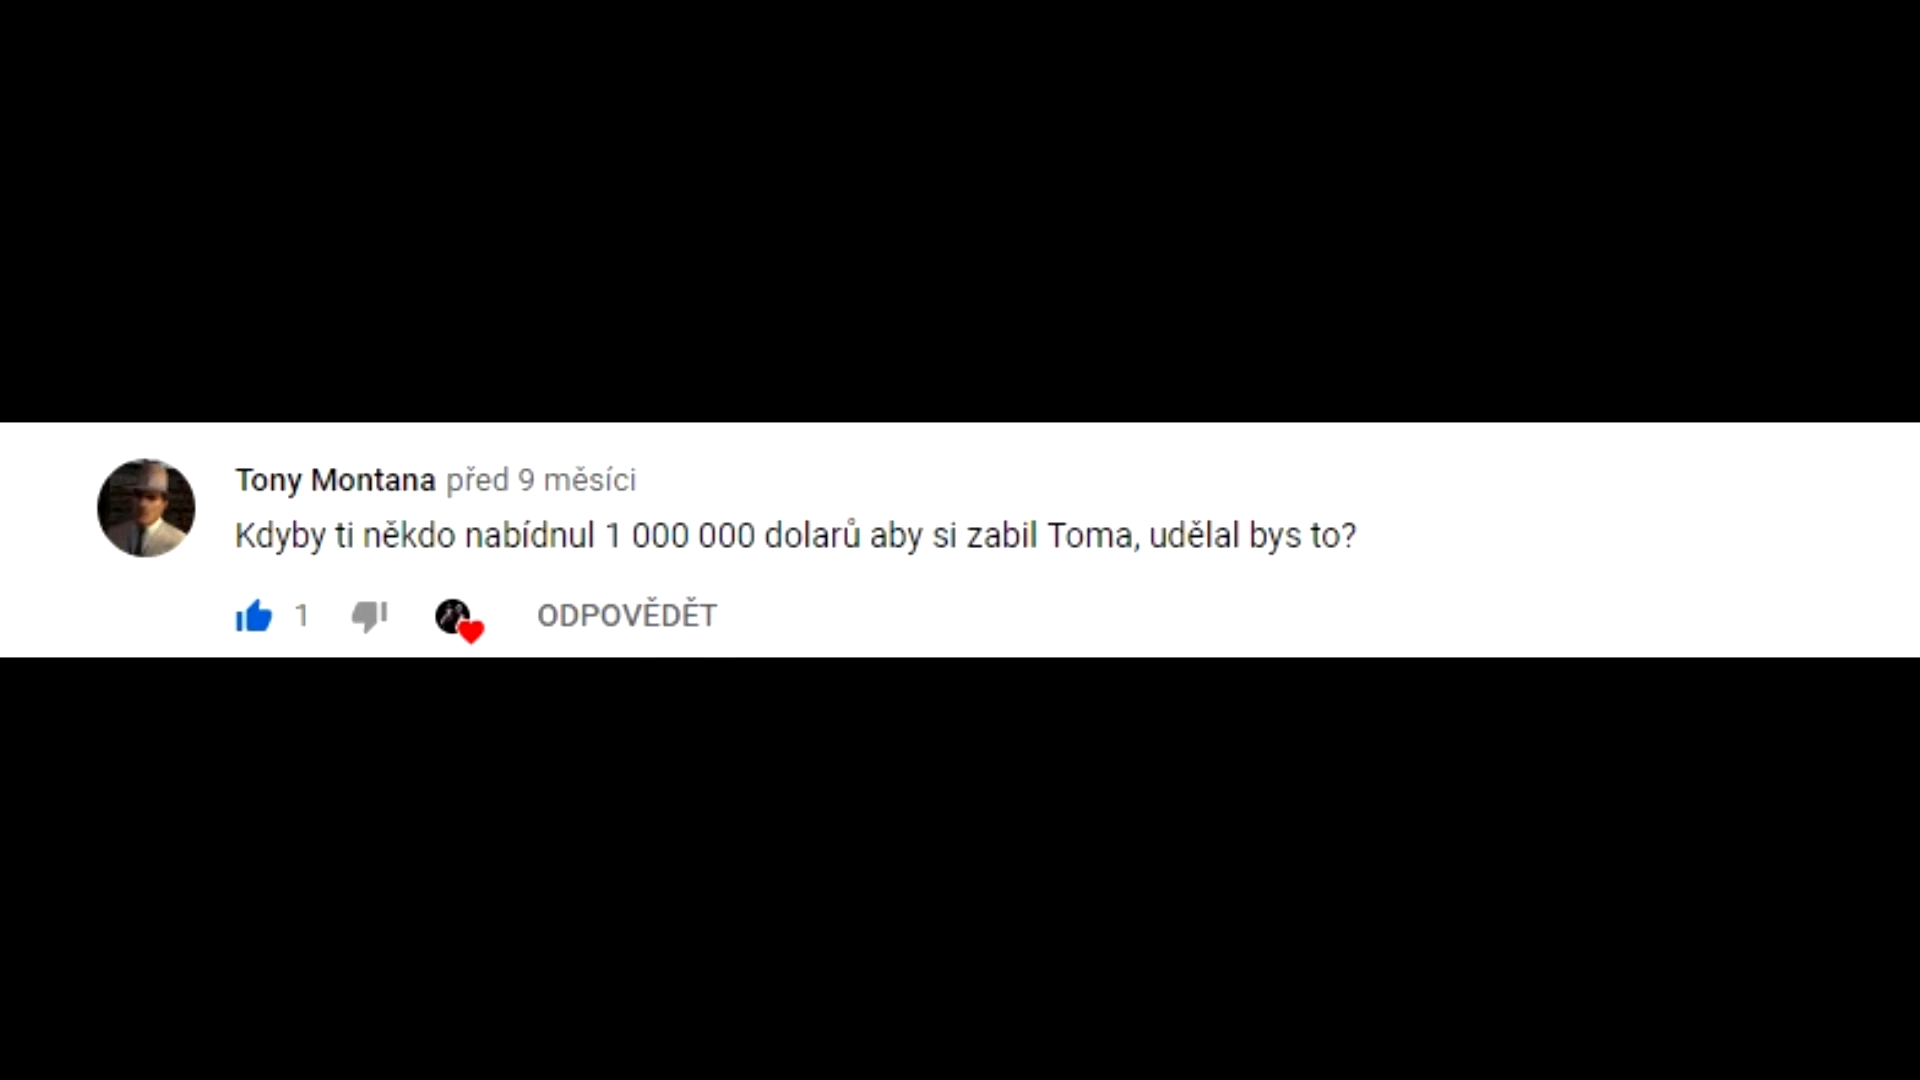 Tony Montana před 9 měsíci
Kdyby ti někdo nabídnul 1 000 000 dolarů aby si zabil Toma, udělal bys to?
1 ODPOVĚDĚT